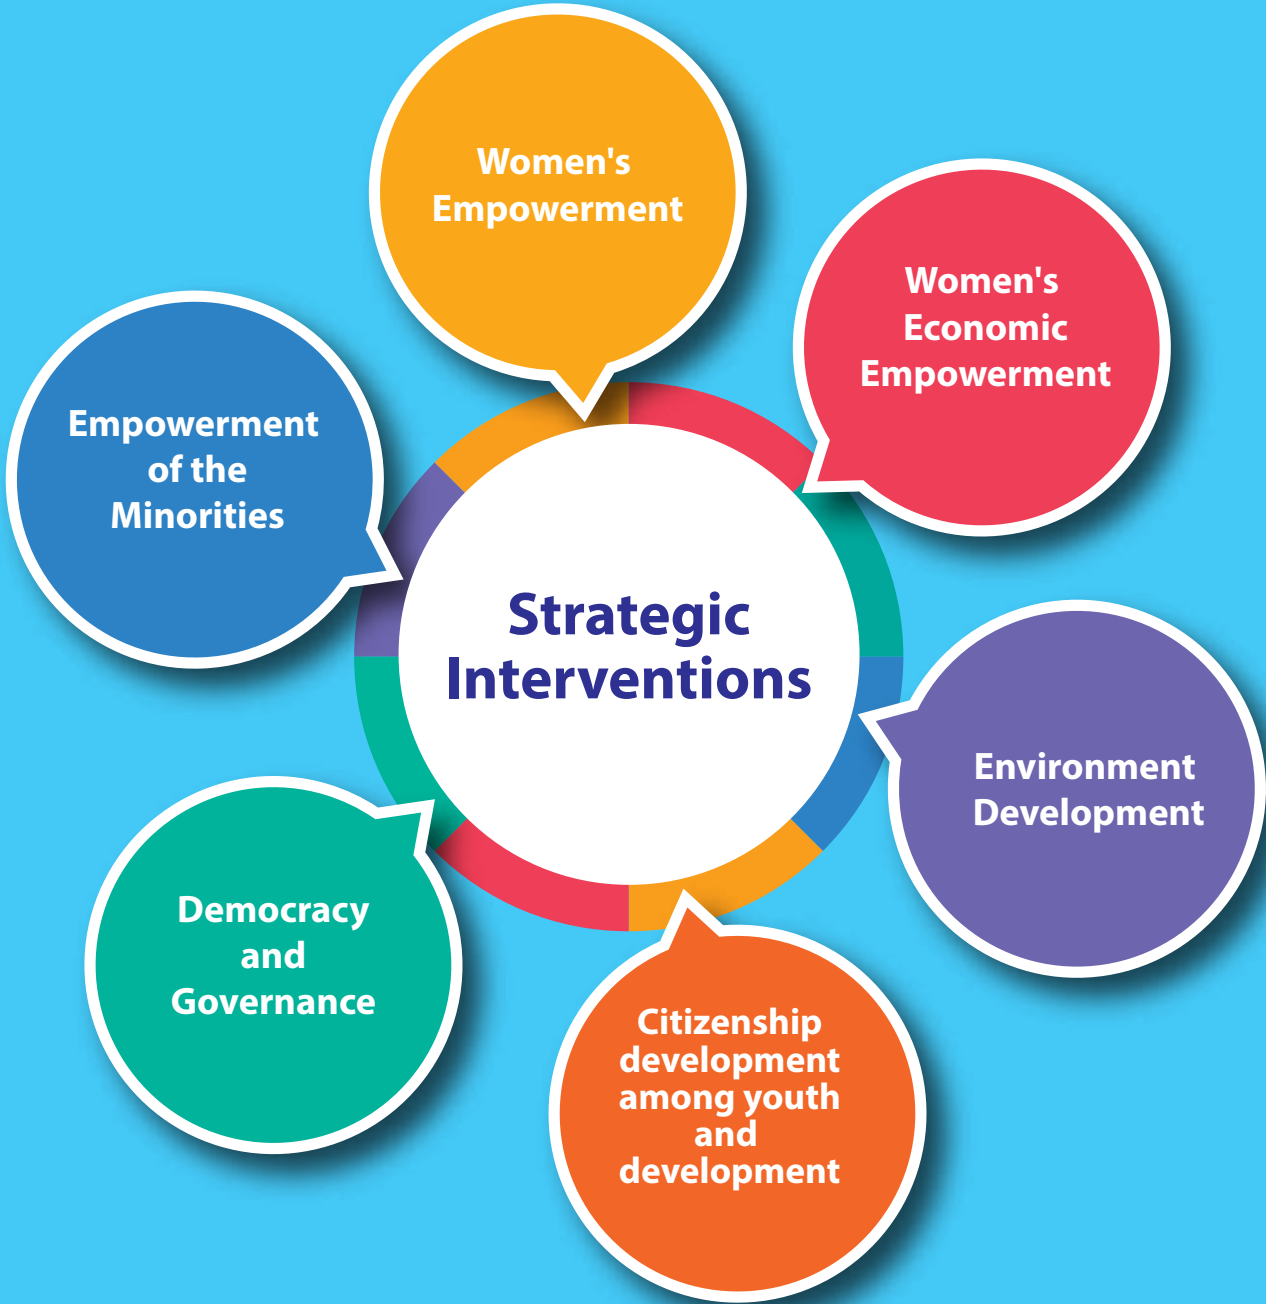 Women's
Empowerment
Women's
Economic
Empowerment
Empowerment
of the
Minorities
Strategic
Interventions
Environment
Development
Democracy
and
Governance
Citizenship
development
among youth
and
development